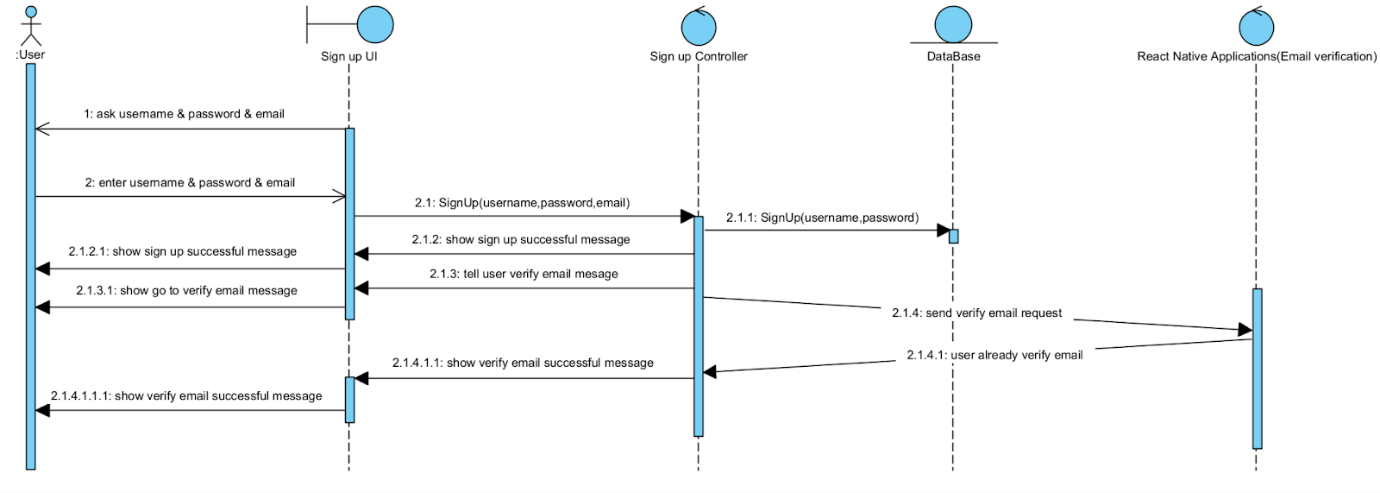 :User
Sign up UI
Sign up Controller
DataBase
React Native Applications(Email verification)
1: ask username & password & email
2: enter username & password & email
2.1: SignUp(username,password,email)
2.1.1: SignUp(username,password)
2.1.2: show sign up successful message
2.1.2.1: show sign up successful message
2.1.3: tell user verify email mesage
2.1.3.1: show go to verify email message
2.1.4: send verify email request
2.1.4.1: user already verify email
2.1.4.1.1: show verify email successful message
2.1.4.1.1.1: show verify email successful message